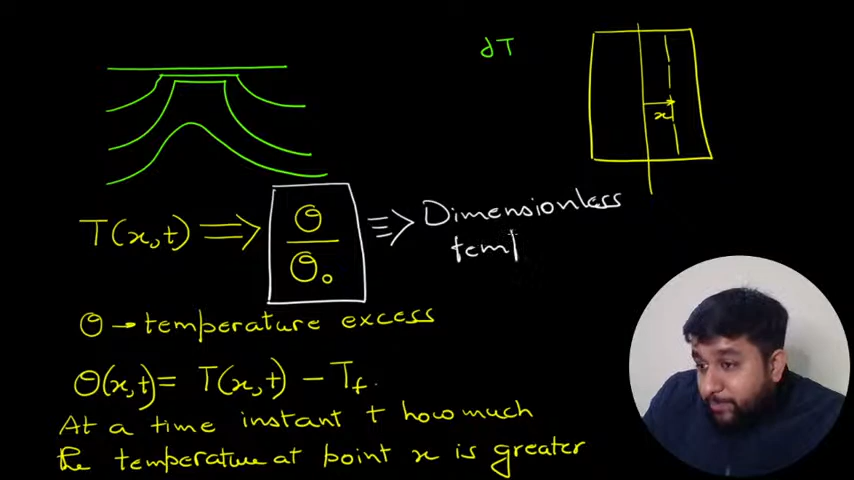 dT
x
T(x,t) ⟹ θ/θ₀ ≡> Dimensionless
temp
θ → temperature excess
θ(x,t) = T(x,t) - T_f.
At a time instant t how much
the temperature at point x is greater